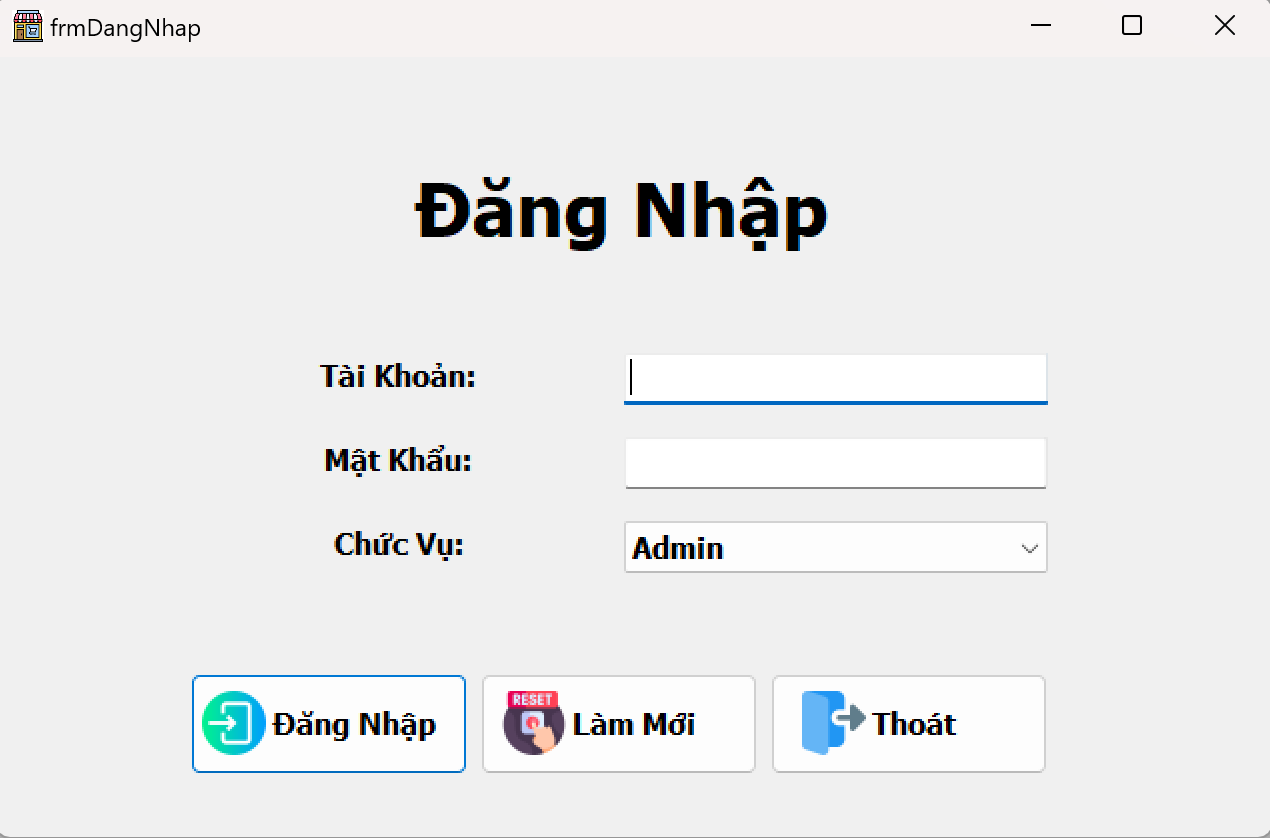 frmDangNhap
Đăng Nhập
Tài Khoản:
Mật Khẩu:
Chức Vụ: Admin
Đăng Nhập RESET Làm Mới Thoát